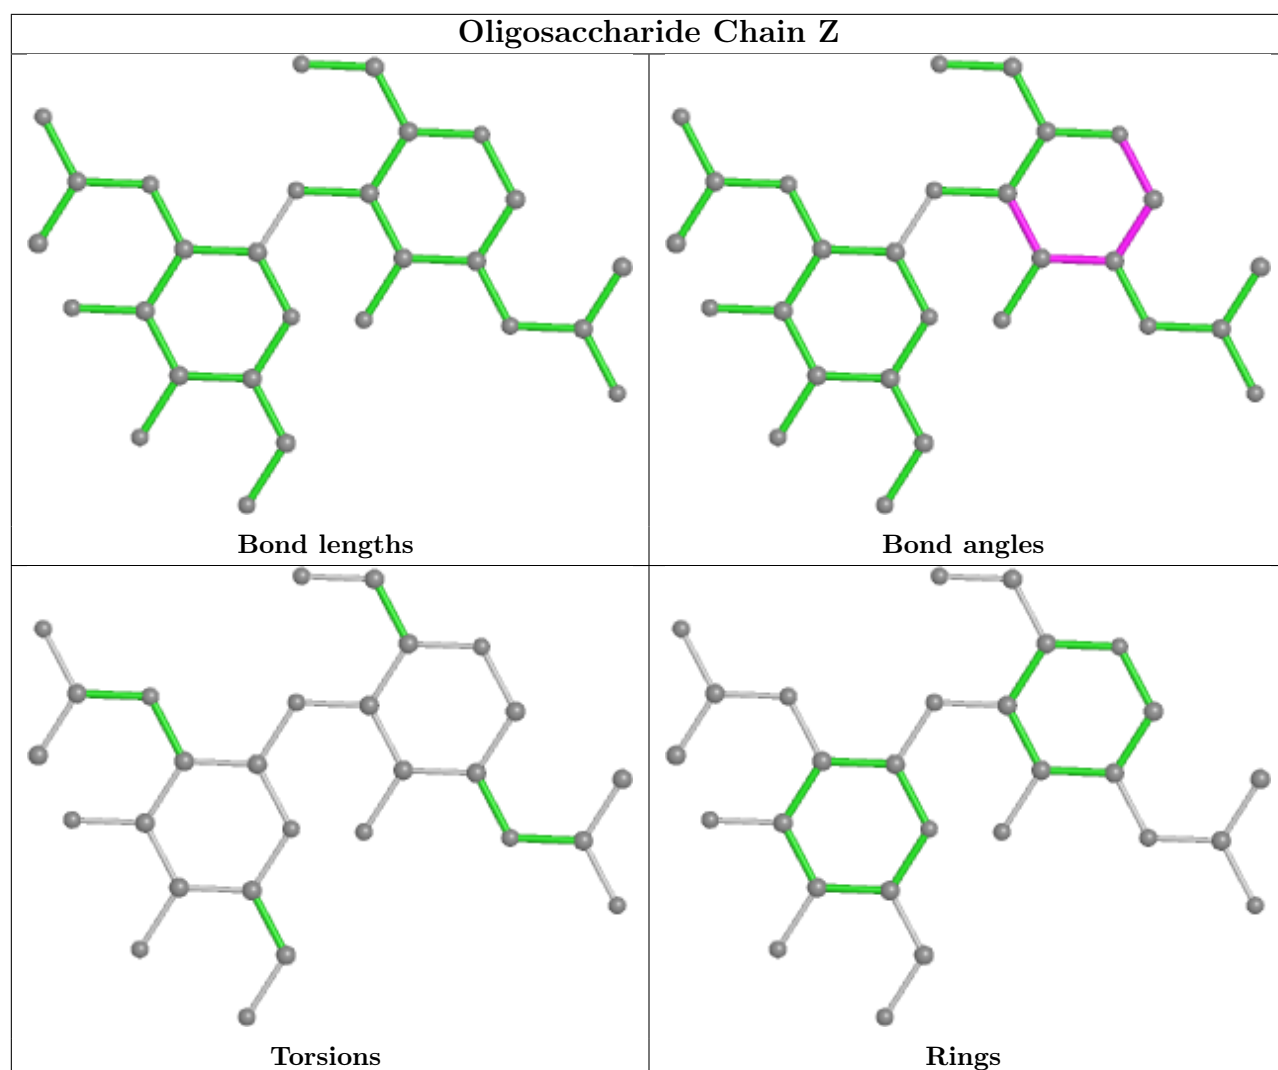 Oligosaccharide Chain Z
Bond lengths
Bond angles
Torsions
Rings